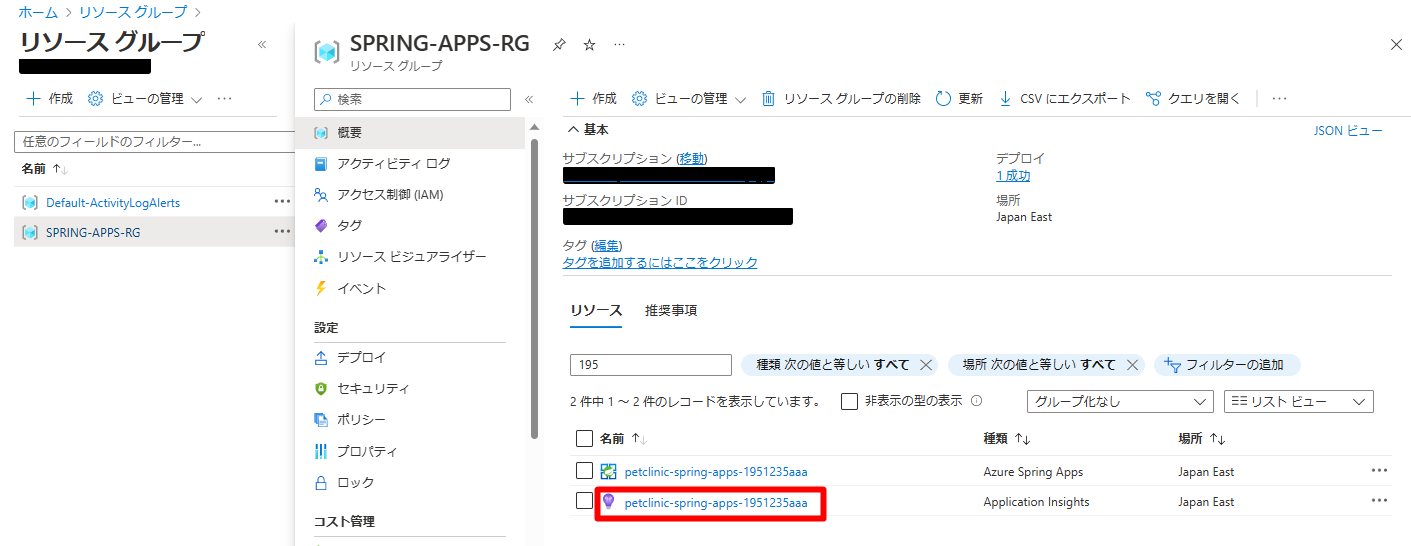 ホーム > リソース グループ >
リソース グループ «
+ 作成 ビューの管理 ...
任意のフィールドのフィルター...
名前 ↑↓
Default-ActivityLogAlerts ...
SPRING-APPS-RG ...
SPRING-APPS-RG ...
リソース グループ
検索 «
概要
アクティビティ ログ
アクセス制御 (IAM)
タグ
リソース ビジュアライザー
イベント
設定
デプロイ
セキュリティ
ポリシー
プロパティ
ロック
コスト管理
+ 作成 ビューの管理 リソース グループの削除 更新 CSV にエクスポート クエリを開く ...
基本 JSON ビュー
サブスクリプション (移動)
サブスクリプション ID
タグ (編集)
タグを追加するにはここをクリック
デプロイ
1 成功
場所
Japan East
リソース 推奨事項
195 種類 次の値と等しい すべて 場所 次の値と等しい すべて フィルターの追加
2 件中 1 ～ 2 件のレコードを表示しています。 非表示の型の表示 グループ化なし リスト ビュー
名前 ↑↓ 種類 ↑↓ 場所 ↑↓
petclinic-spring-apps-1951235aaa Azure Spring Apps Japan East ...
petclinic-spring-apps-1951235aaa Application Insights Japan East ...